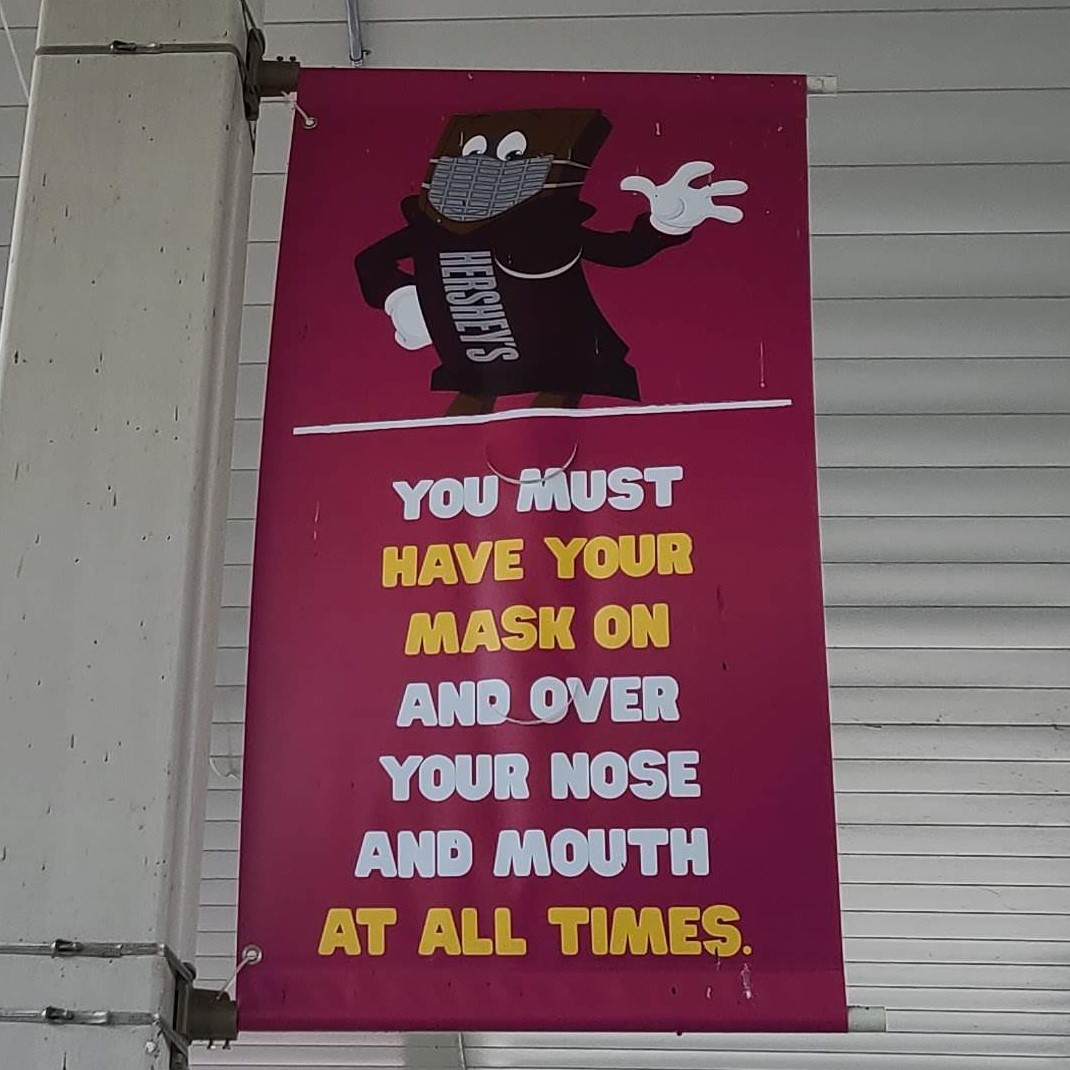 HERSHEY'S
YOU MUST
HAVE YOUR
MASK ON
AND OVER
YOUR NOSE
AND MOUTH
AT ALL TIMES.